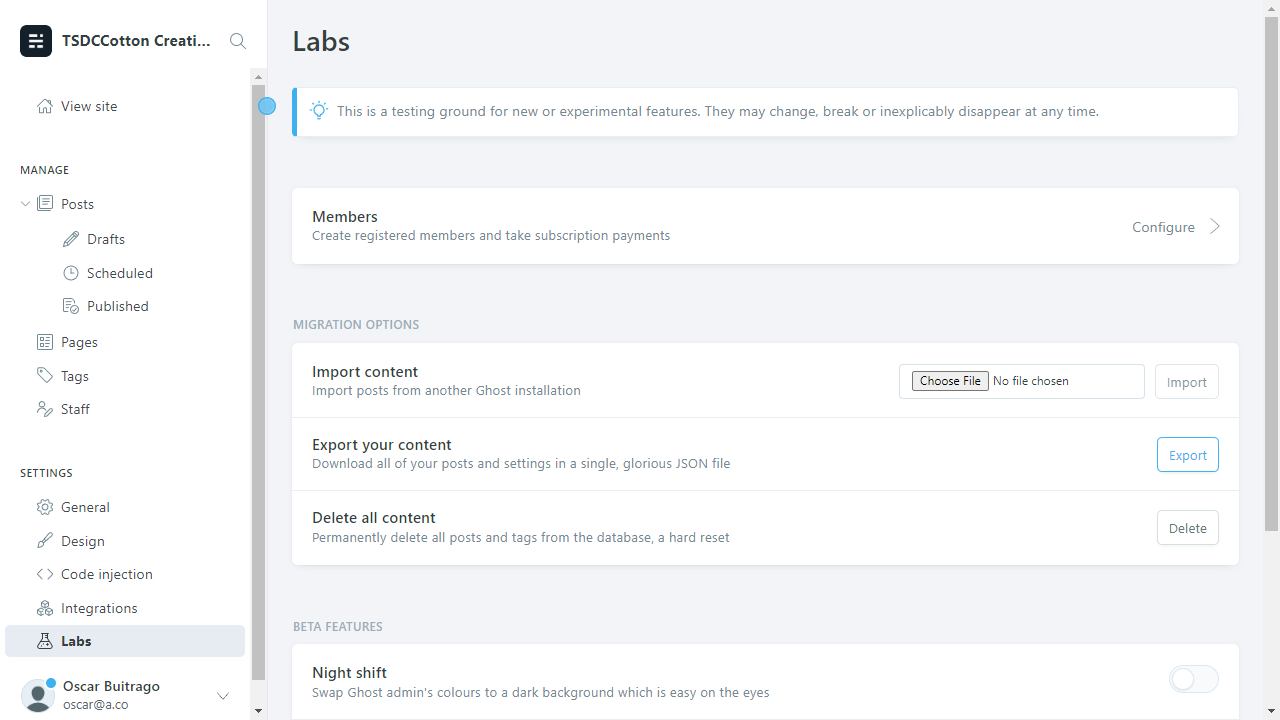 TSDCCotton Creati...
View site
MANAGE
Posts
Drafts
Scheduled
Published
Pages
Tags
Staff
SETTINGS
General
Design
Code injection
Integrations
Labs
Oscar Buitrago
oscar@a.co
Labs
This is a testing ground for new or experimental features. They may change, break or inexplicably disappear at any time.
Members
Create registered members and take subscription payments
Configure
MIGRATION OPTIONS
Import content
Import posts from another Ghost installation
Choose File No file chosen
Import
Export your content
Download all of your posts and settings in a single, glorious JSON file
Export
Delete all content
Permanently delete all posts and tags from the database, a hard reset
Delete
BETA FEATURES
Night shift
Swap Ghost admin's colours to a dark background which is easy on the eyes